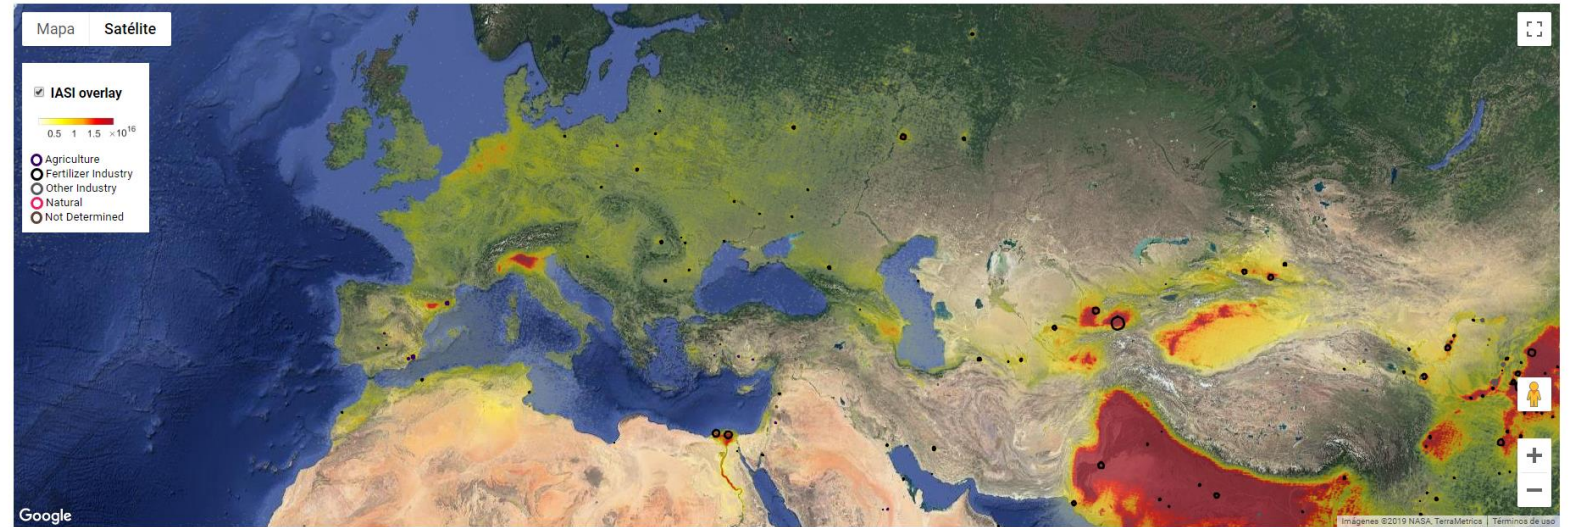 Mapa Satélite
IASI overlay
0.5 1 1.5 ×10¹⁶
Agriculture
Fertilizer Industry
Other Industry
Natural
Not Determined
Google
Imágenes ©2019 NASA, TerraMetrics Términos de uso